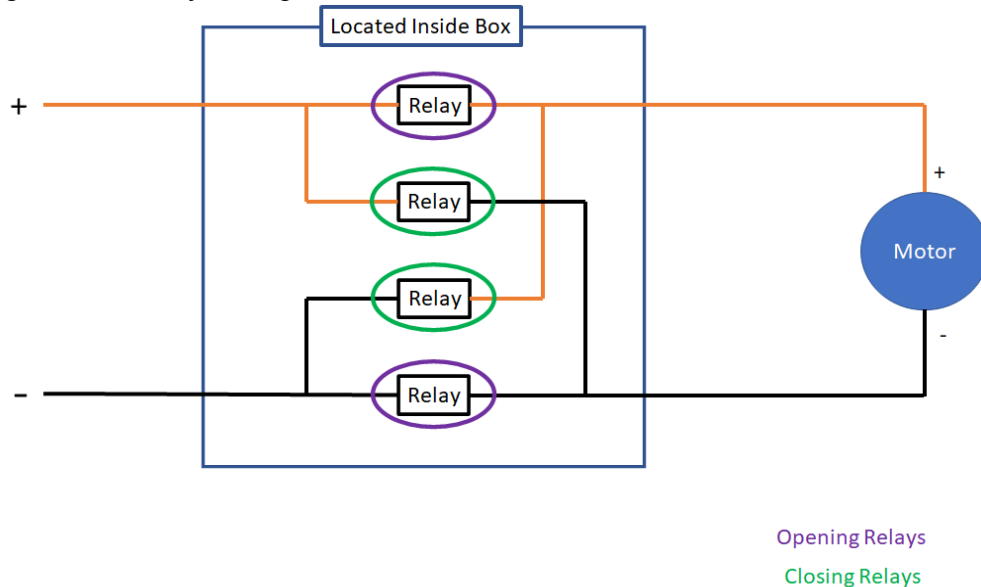 Located Inside Box
+
Relay
Relay
+
Motor
Relay
-
–
Relay
Opening Relays
Closing Relays